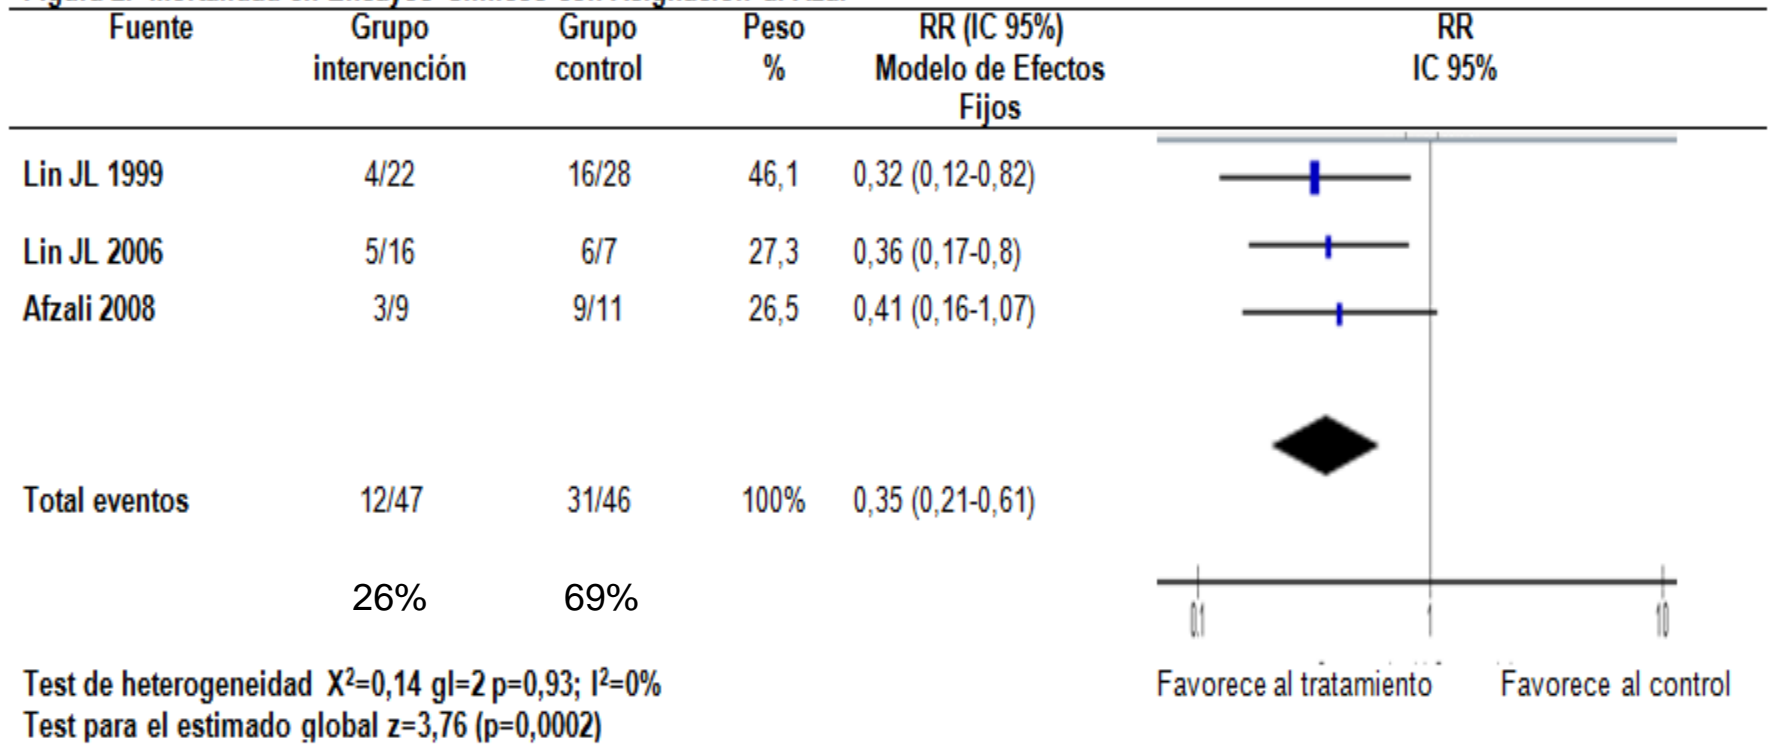 Fuente Grupo intervención Grupo control Peso % RR (IC 95%) Modelo de Efectos Fijos RR IC 95%
Lin JL 1999 4/22 16/28 46,1 0,32 (0,12-0,82)
Lin JL 2006 5/16 6/7 27,3 0,36 (0,17-0,8)
Afzali 2008 3/9 9/11 26,5 0,41 (0,16-1,07)
Total eventos 12/47 31/46 100% 0,35 (0,21-0,61)
26% 69%
0.1 1 10
Favorece al tratamiento Favorece al control
Test de heterogeneidad X²=0,14 gl=2 p=0,93; I²=0%
Test para el estimado global z=3,76 (p=0,0002)